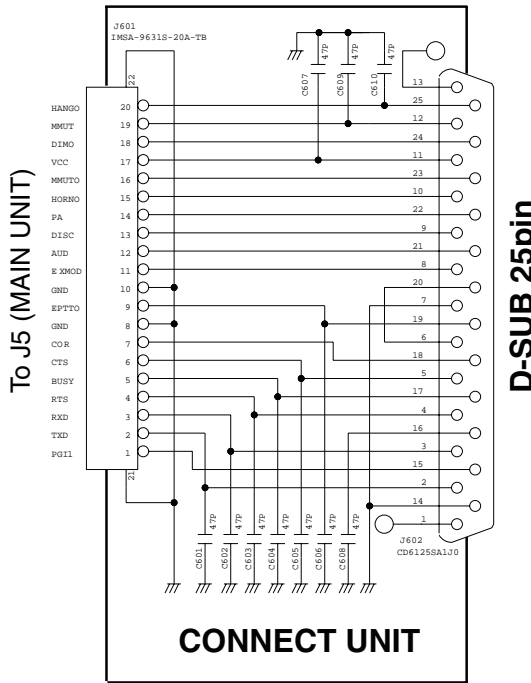 J601
IMSA-9631S-20A-TB
22
HANGO 20
MMUT 19
DIMO 18
VCC 17
MMUTO 16
HORNO 15
PA 14
DISC 13
AUD 12
EXMOD 11
GND 10
EPTTO 9
GND 8
COR 7
CTS 6
BUSY 5
RTS 4
RXD 3
TXD 2
PGI1 1
21
To J5 (MAIN UNIT)
C607 47P
C609 47P
C610 47P
13
25
12
24
11
23
10
22
9
21
8
20
7
19
6
18
5
17
4
16
3
15
2
14
1
J602
CD6125SA1J0
D-SUB 25pin
C601 47P
C602 47P
C603 47P
C604 47P
C605 47P
C606 47P
C608 47P
CONNECT UNIT